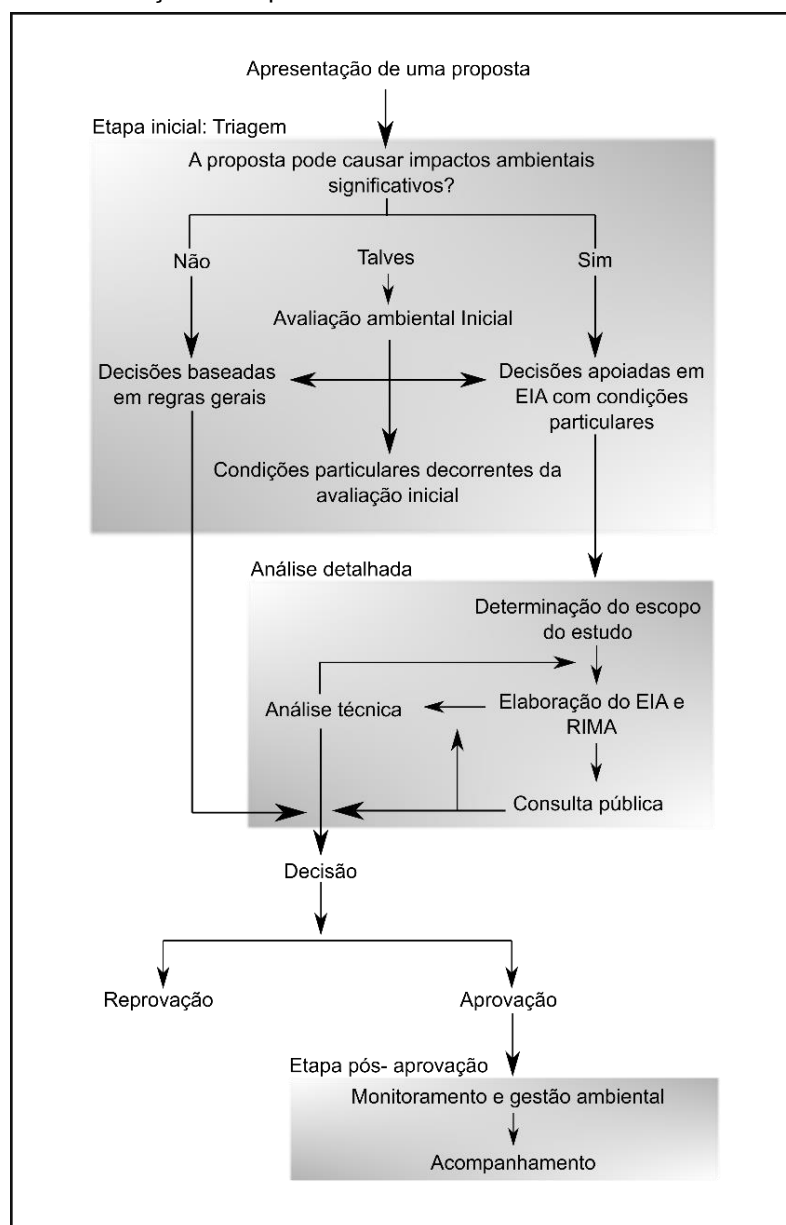 Apresentação de uma proposta
Etapa inicial: Triagem
A proposta pode causar impactos ambientais
significativos?
Não
Talves
Sim
Avaliação ambiental Inicial
Decisões baseadas
em regras gerais
Decisões apoiadas em
EIA com condições
particulares
Condições particulares decorrentes da
avaliação inicial
Análise detalhada
Determinação do escopo
do estudo
Análise técnica
Elaboração do EIA e
RIMA
Consulta pública
Decisão
Reprovação
Aprovação
Etapa pós- aprovação
Monitoramento e gestão ambiental
Acompanhamento